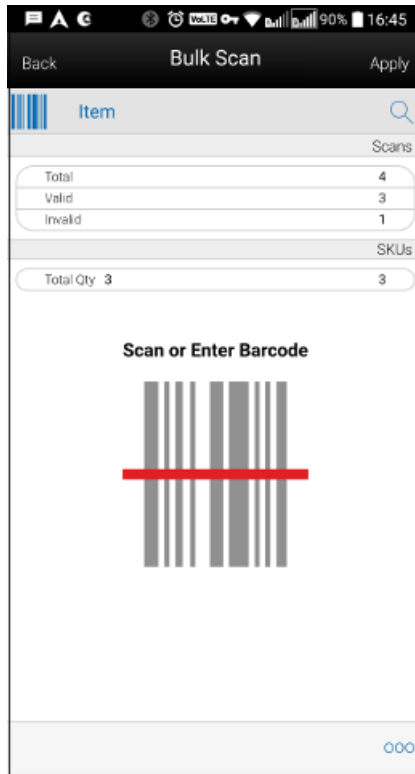 VoLTE 90% 16:45
Back Bulk Scan Apply
Item
Scans
Total 4
Valid 3
Invalid 1
SKUs
Total Qty 3 3
Scan or Enter Barcode